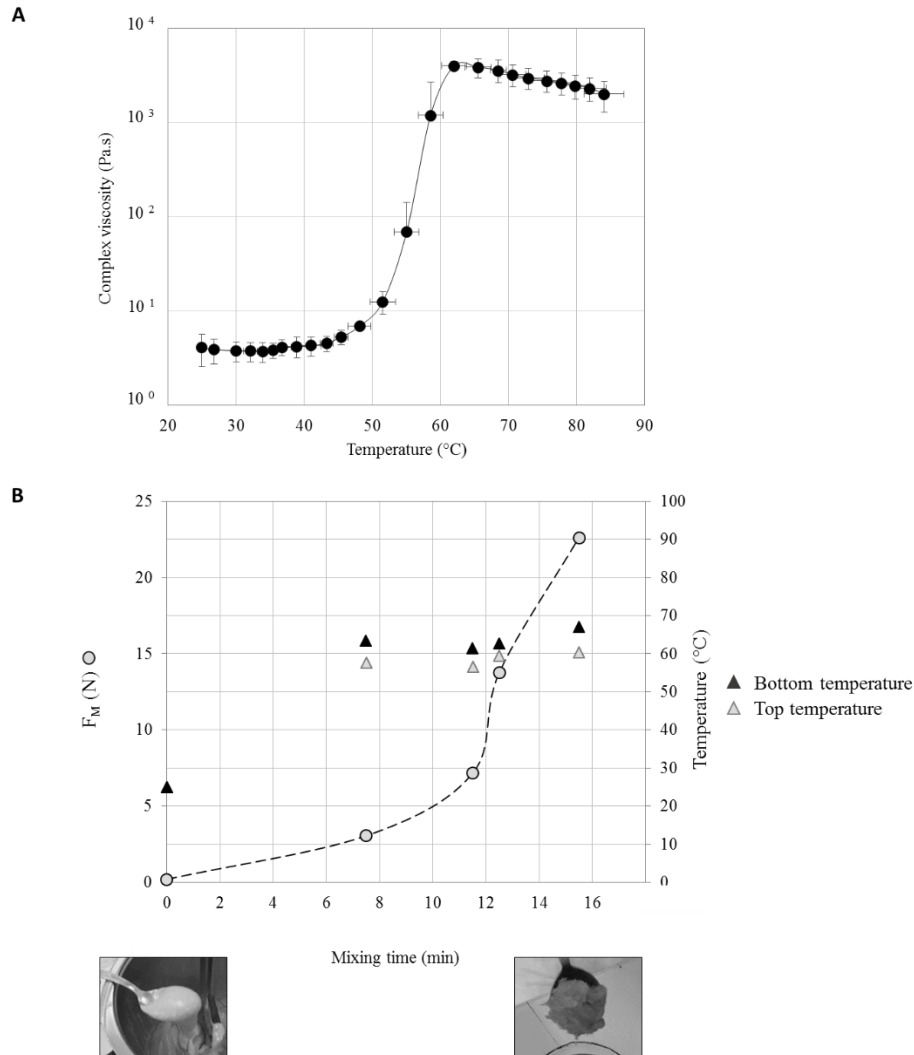 A
10 4
10 3
10 2
10 1
10 0
Complex viscosity (Pa.s)
20 30 40 50 60 70 80 90
Temperature (°C)
B
25 100
90
20 80
70
15 60
50
10 40
30
5 20
10
0 0
FM (N)
Temperature (°C)
Bottom temperature
Top temperature
0 2 4 6 8 10 12 14 16
Mixing time (min)